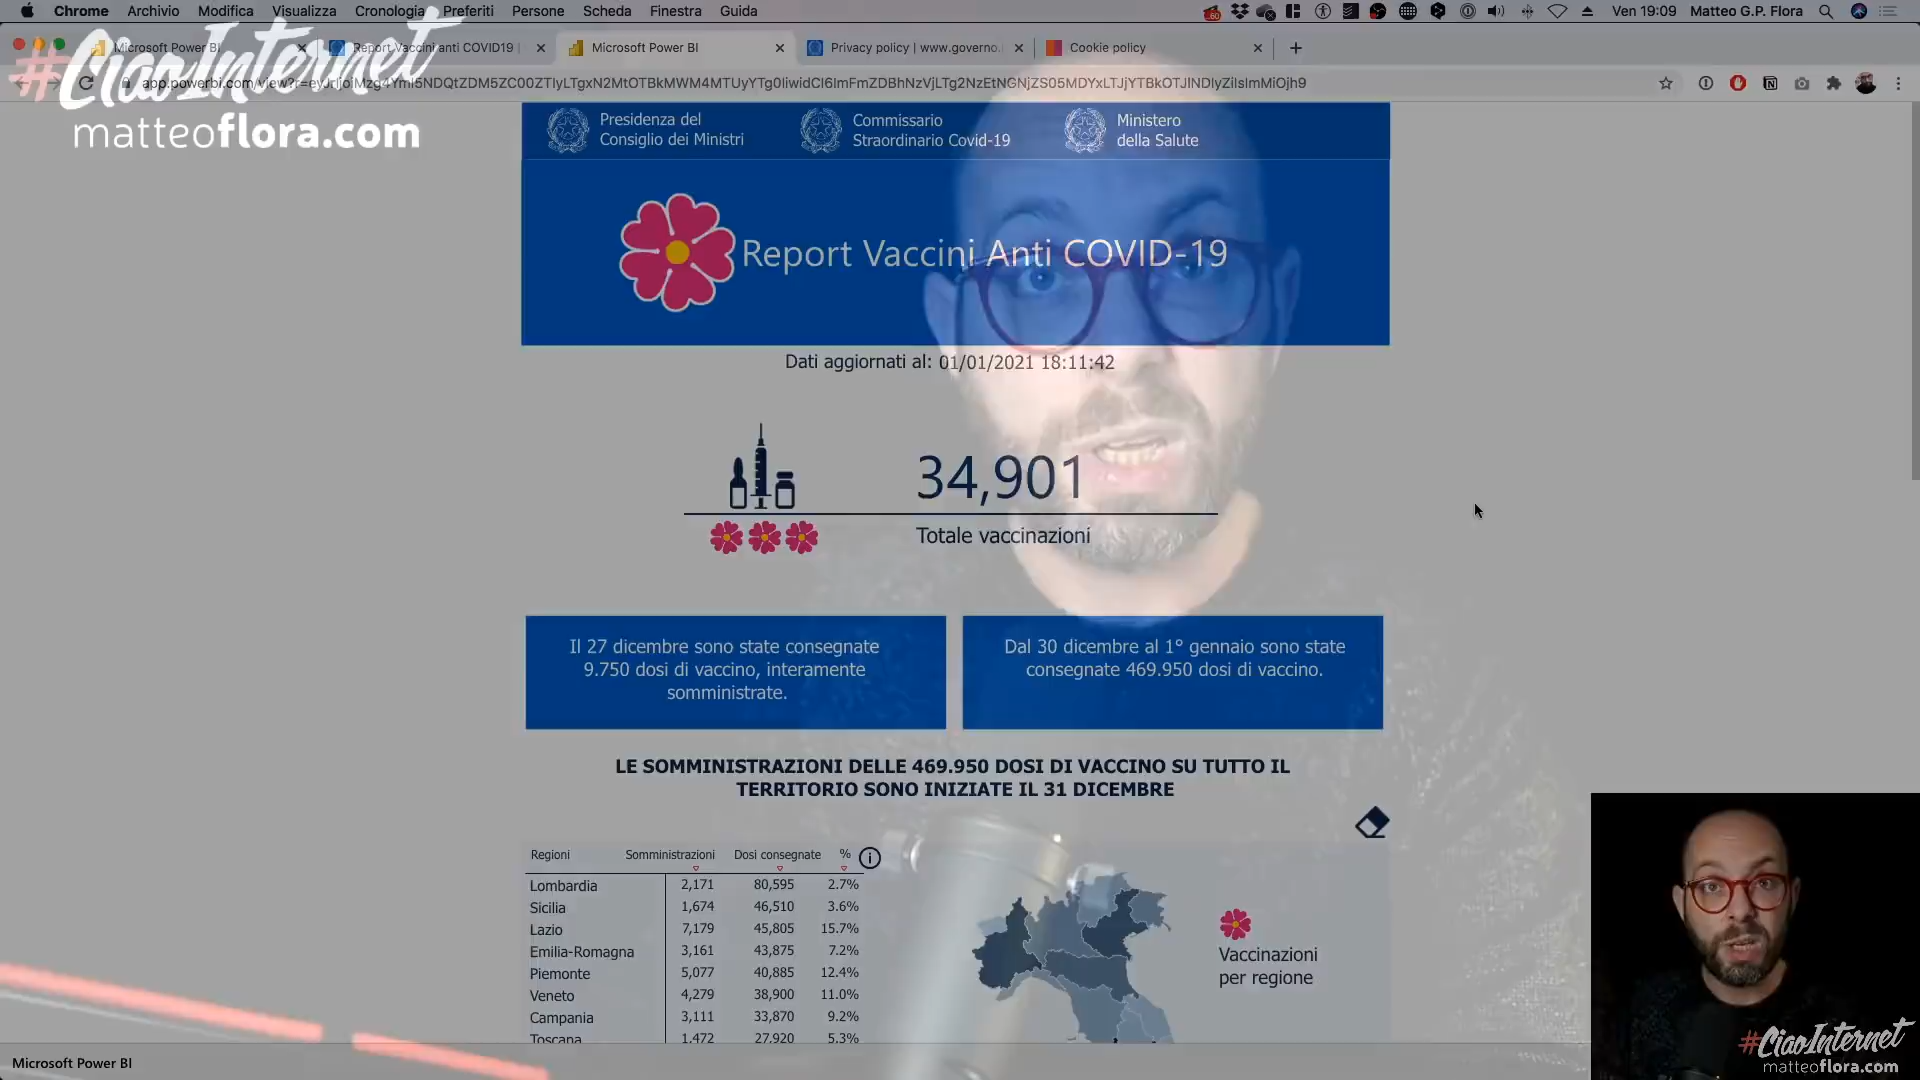 Chrome Archivio Modifica Visualizza Cronologia Preferiti Persone Scheda Finestra Guida
60 Ven 19:09 Matteo G.P. Flora
Microsoft Power BI Report Vaccini anti COVID19 | Microsoft Power BI Privacy policy | www.governo. Cookie policy
#CiaoInternet
matteoflora.com
Presidenza del
Consiglio dei Ministri
Commissario
Straordinario Covid-19
Ministero
della Salute
Report Vaccini Anti COVID-19
Dati aggiornati al: 01/01/2021 18:11:42
34,901
Totale vaccinazioni
Il 27 dicembre sono state consegnate
9.750 dosi di vaccino, interamente
somministrate.
Dal 30 dicembre al 1° gennaio sono state
consegnate 469.950 dosi di vaccino.
LE SOMMINISTRAZIONI DELLE 469.950 DOSI DI VACCINO SU TUTTO IL
TERRITORIO SONO INIZIATE IL 31 DICEMBRE
Regioni Somministrazioni Dosi consegnate % i
Lombardia 2,171 80,595 2.7%
Sicilia 1,674 46,510 3.6%
Lazio 7,179 45,805 15.7%
Emilia-Romagna 3,161 43,875 7.2%
Piemonte 5,077 40,885 12.4%
Veneto 4,279 38,900 11.0%
Campania 3,111 33,870 9.2%
Toscana 1,472 27,920 5.3%
Vaccinazioni
per regione
Microsoft Power BI
#CiaoInternet
matteoflora.com